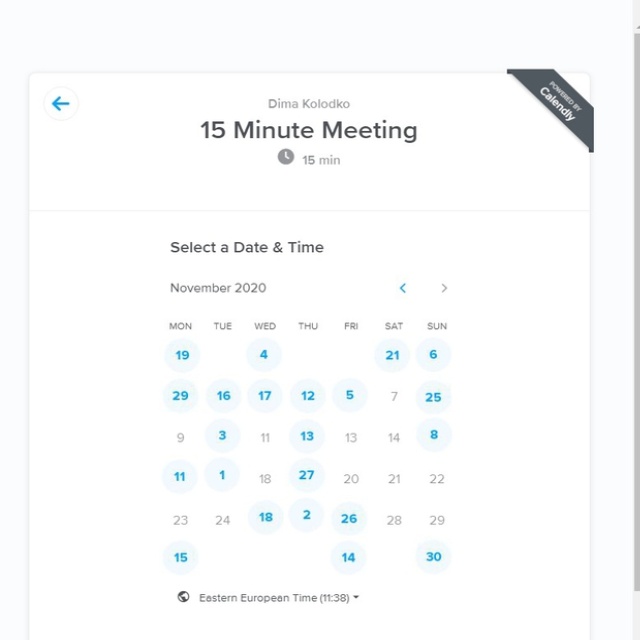 POWERED BY
Calendly
Dima Kolodko
15 Minute Meeting
15 min
Select a Date & Time
November 2020
MON TUE WED THU FRI SAT SUN
19 4 21 6
29 16 17 12 5 7 25
9 3 11 13 13 14 8
11 1 18 27 20 21 22
23 24 18 2 26 28 29
15 14 30
Eastern European Time (11:38)